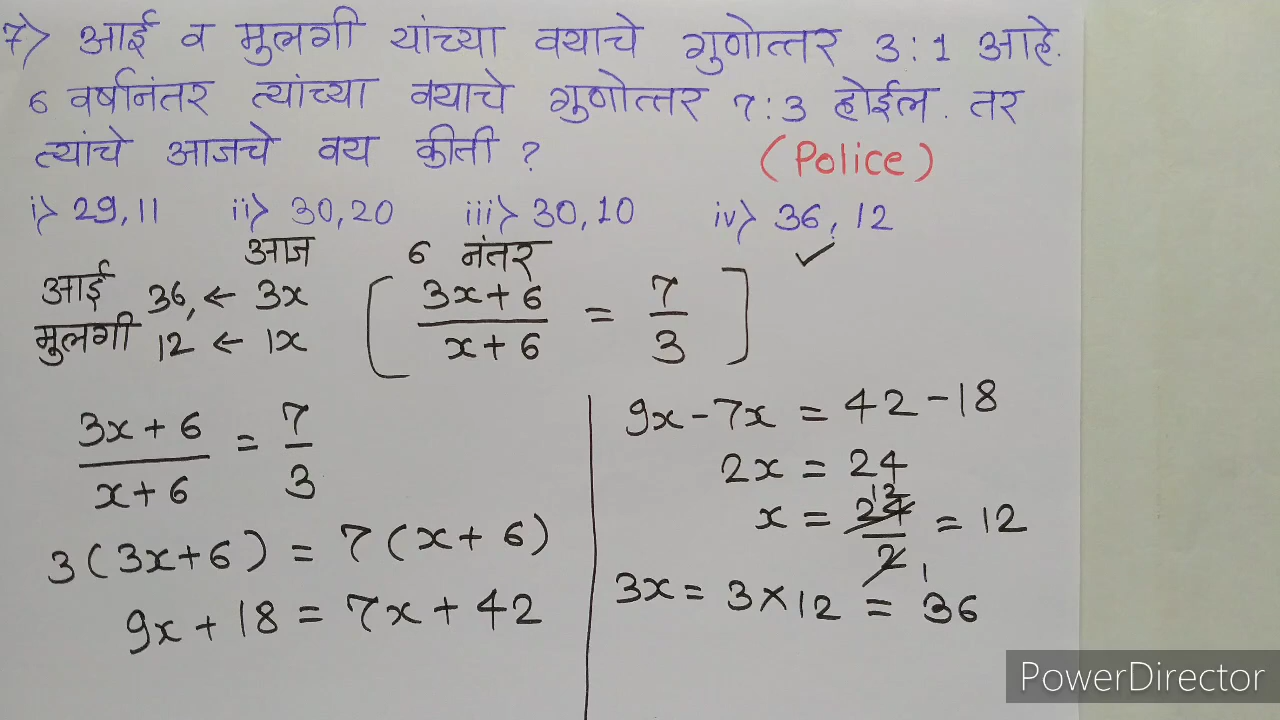 7> आई व मुलगी यांच्या वयाचे गुणोत्तर 3:1 आहे.
6 वर्षानंतर त्यांच्या वयाचे गुणोत्तर 7:3 होईल. तर
त्यांचे आजचे वय कीती ?
(Police)
i> 29,11 ii> 30,20 iii> 30,10 iv> 36,12 ✓
आज 6 नंतर
आई 36, ← 3x [ 3x+6 / x+6 = 7/3 ]
मुलगी 12 ← 1x
3x+6 / x+6 = 7/3
3(3x+6) = 7(x+6)
9x+18 = 7x+42
9x-7x = 42-18
2x = 24
x = 24/2 = 12
12
1
3x = 3×12 = 36
PowerDirector